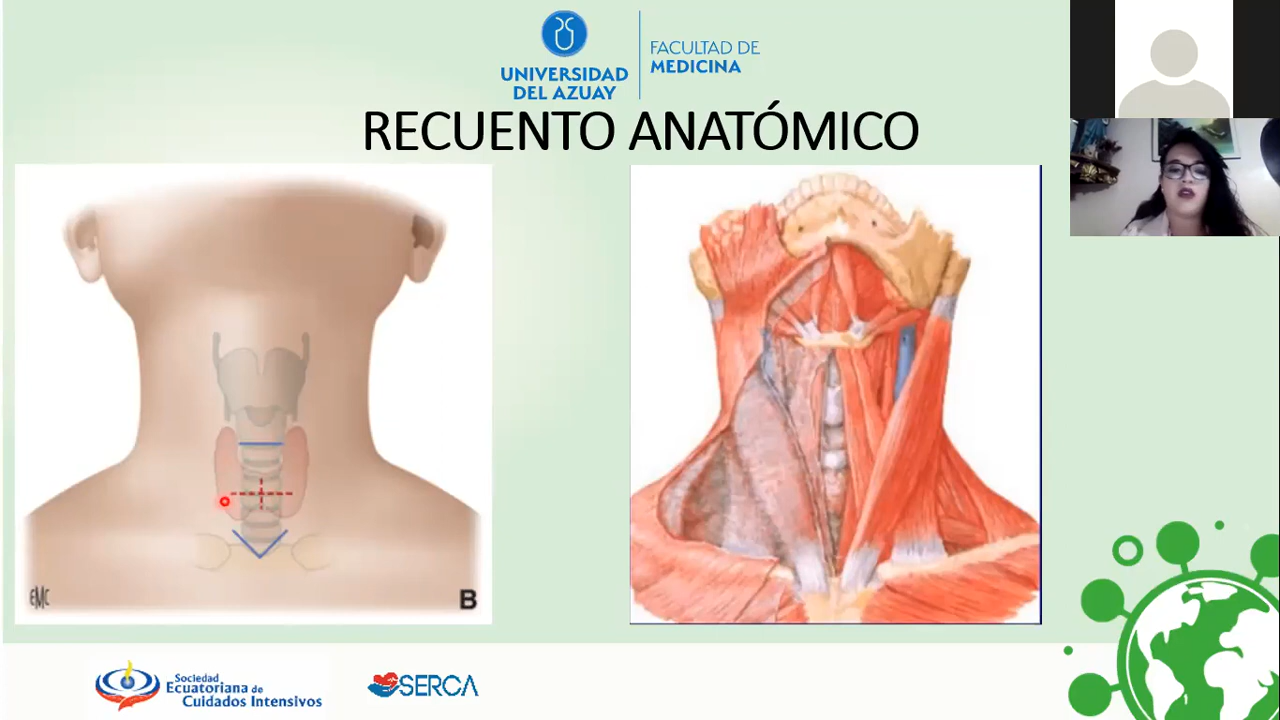 UNIVERSIDAD
DEL AZUAY
FACULTAD DE
MEDICINA
RECUENTO ANATÓMICO
EMC
B
Sociedad
Ecuatoriana de
Cuidados Intensivos
SERCA